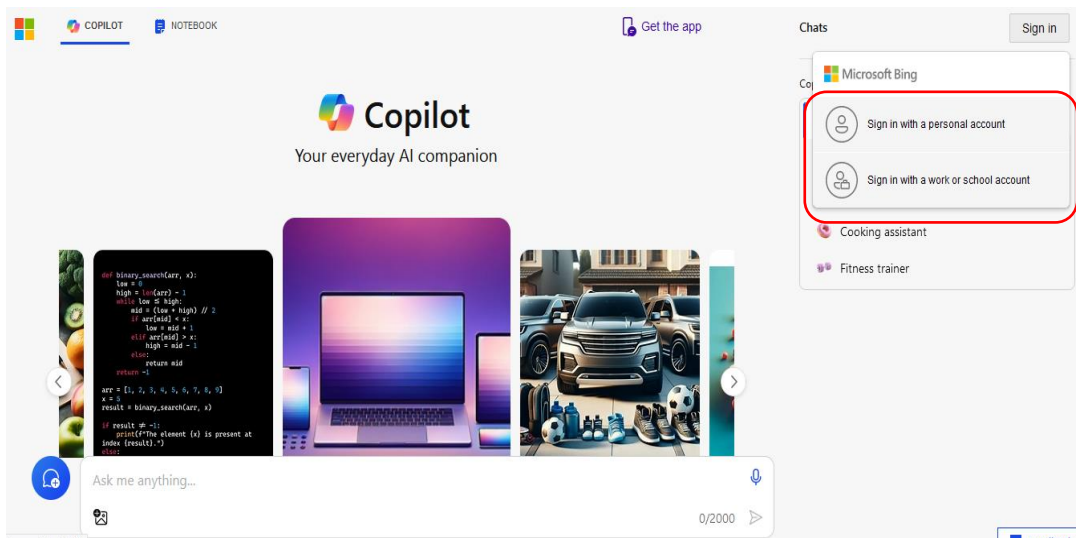 COPILOT
NOTEBOOK
Get the app
Chats
Sign in
Copilot
Your everyday AI companion
Microsoft Bing
Sign in with a personal account
Sign in with a work or school account
Cooking assistant
Fitness trainer
def binary_search(arr, x):
low = 0
high = len(arr) - 1
while low ≤ high:
mid = (low + high) // 2
if arr[mid] < x:
low = mid + 1
elif arr[mid] > x:
high = mid - 1
else:
return mid
return -1
arr = [1, 2, 3, 4, 5, 6, 7, 8, 9]
x = 5
result = binary_search(arr, x)
if result ≠ -1:
print(f"The element {x} is present at
index {result}.")
else:
Ask me anything...
0/2000